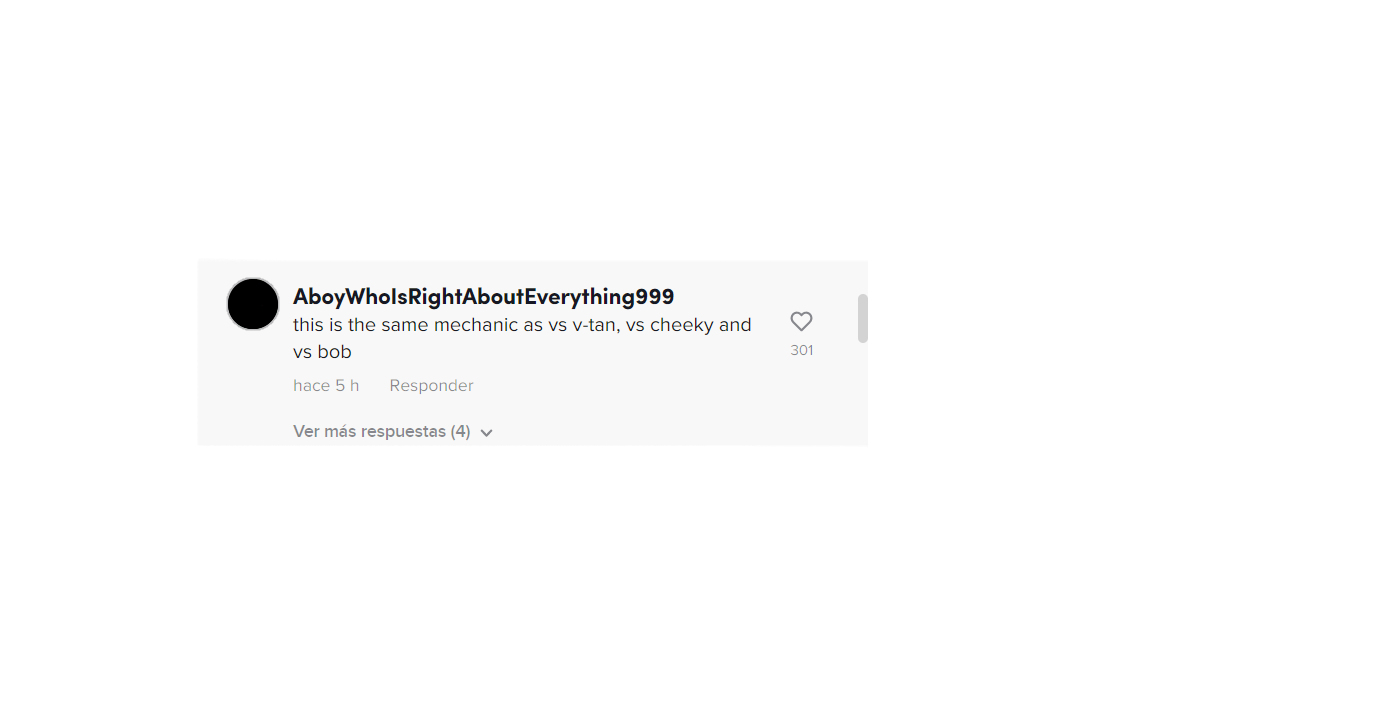 AboyWhoIsRightAboutEverything999
this is the same mechanic as vs v-tan, vs cheeky and
vs bob
301
hace 5 h Responder
Ver más respuestas (4)